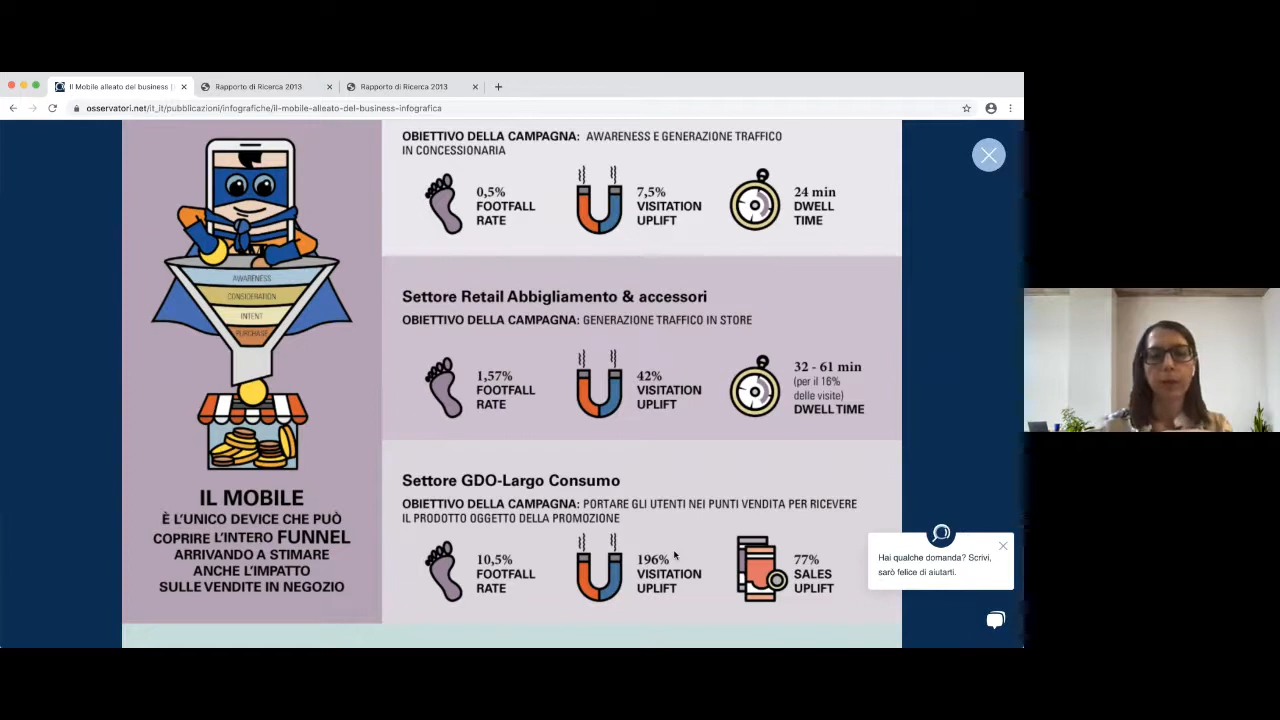 Il Mobile alleato del business |
Rapporto di Ricerca 2013
Rapporto di Ricerca 2013
osservatori.net/it_it/pubblicazioni/infografiche/il-mobile-alleato-del-business-infografica
AWARENESS
CONSIDERATION
INTENT
PURCHASE
IL MOBILE
È L'UNICO DEVICE CHE PUÒ
COPRIRE L'INTERO FUNNEL
ARRIVANDO A STIMARE
ANCHE L'IMPATTO
SULLE VENDITE IN NEGOZIO
OBIETTIVO DELLA CAMPAGNA: AWARENESS E GENERAZIONE TRAFFICO
IN CONCESSIONARIA
0,5%
FOOTFALL
RATE
7,5%
VISITATION
UPLIFT
24 min
DWELL
TIME
Settore Retail Abbigliamento & accessori
OBIETTIVO DELLA CAMPAGNA: GENERAZIONE TRAFFICO IN STORE
1,57%
FOOTFALL
RATE
42%
VISITATION
UPLIFT
32 - 61 min
(per il 16%
delle visite)
DWELL TIME
Settore GDO-Largo Consumo
OBIETTIVO DELLA CAMPAGNA: PORTARE GLI UTENTI NEI PUNTI VENDITA PER RICEVERE
IL PRODOTTO OGGETTO DELLA PROMOZIONE
10,5%
FOOTFALL
RATE
196%
VISITATION
UPLIFT
77%
SALES
UPLIFT
Hai qualche domanda? Scrivi,
sarò felice di aiutarti.